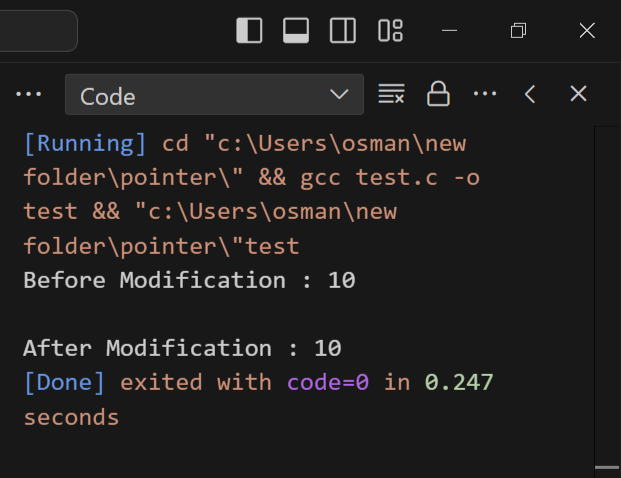 Code
[Running] cd "c:\Users\osman\new
folder\pointer\" && gcc test.c -o
test && "c:\Users\osman\new
folder\pointer\"test
Before Modification : 10
After Modification : 10
[Done] exited with code=0 in 0.247
seconds